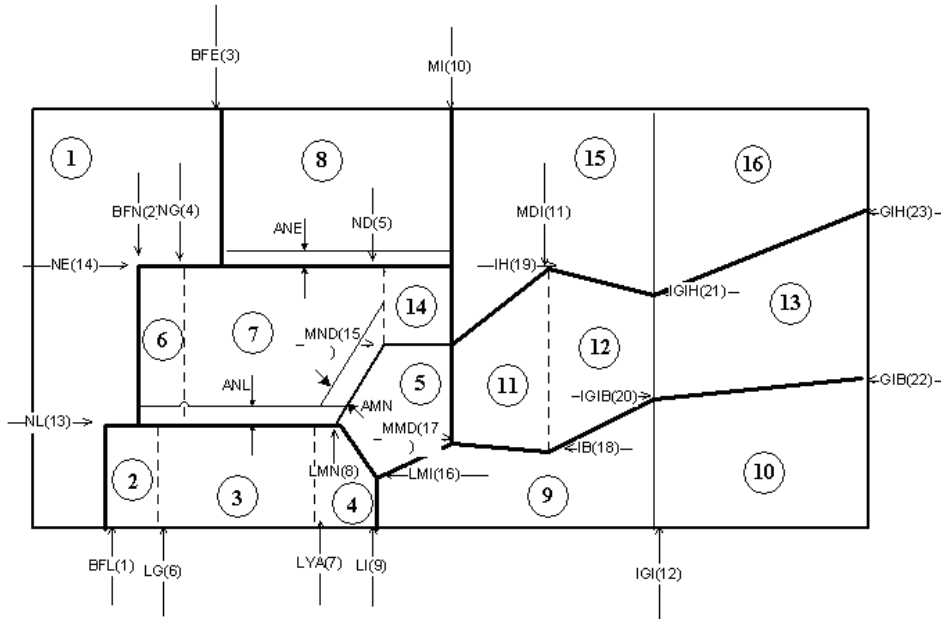 BFE(3)
MI(10)
1
8
15
16
BFN(2)
NG(4)
ND(5)
MDI(11)
GIH(23)
ANE
NE(14)
IH(19)
IGIH(21)
14
13
6
7
MND(15
)
12
5
11
ANL
GIB(22)
IGIB(20)
AMN
NL(13)
MMD(17
)
IB(18)
LMN(8)
LMI(16)
2
3
4
9
10
BFL(1)
LG(6)
LYA(7)
LI(9)
IGI(12)